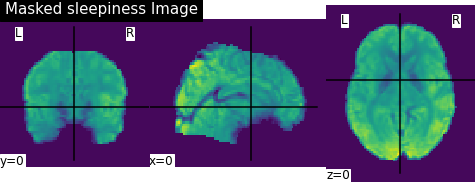 Masked sleepiness Image
L R
L R
y=0
x=0
z=0